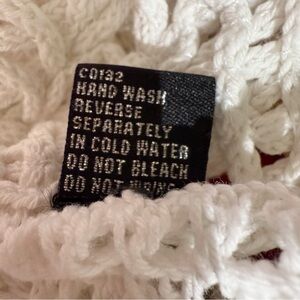 C0132
HAND WASH
REVERSE
SEPARATELY
IN COLD WATER
DO NOT BLEACH
DO NOT WRING